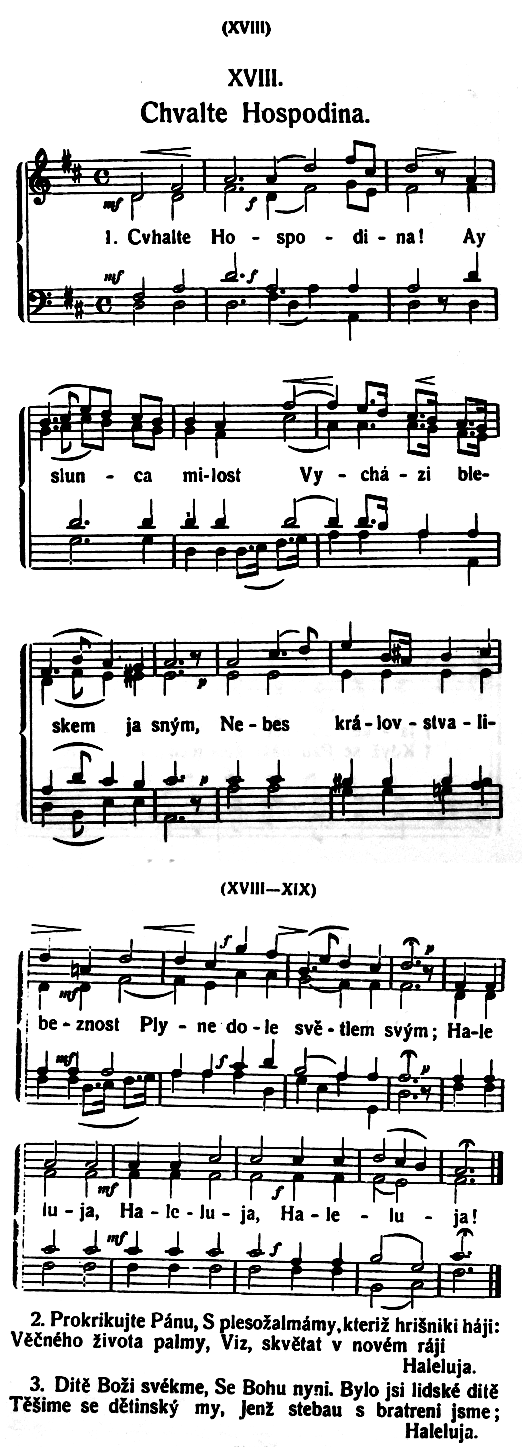 (XVIII)
XVIII.
Chvalte Hospodina.
mf f
1. Cvhalte Ho - spo - di - na! Ay
mf f
slun - ca mi-lost Vy - chá - zi ble-
p
skem ja sným, Ne - bes krá - lov - stva - li-
p
(XVIII—XIX)
f p
mf
be - znost Ply - ne do - le svě - tlem svým; Ha-le
mf f p
lu - ja, Ha - le - lu - ja, Ha - le - lu - ja!
mf f
mf f
2. Prokrikujte Pánu, S plesožalmámy, kteriž hrišniki háji:
Věčného života palmy, Viz, skvětat v novém ráji
Haleluja.
3. Ditě Boži svékme, Se Bohu nyni. Bylo jsi lidské ditě
Těšime se dětinský my, Jenž stebau s bratreni jsme;
Haleluja.